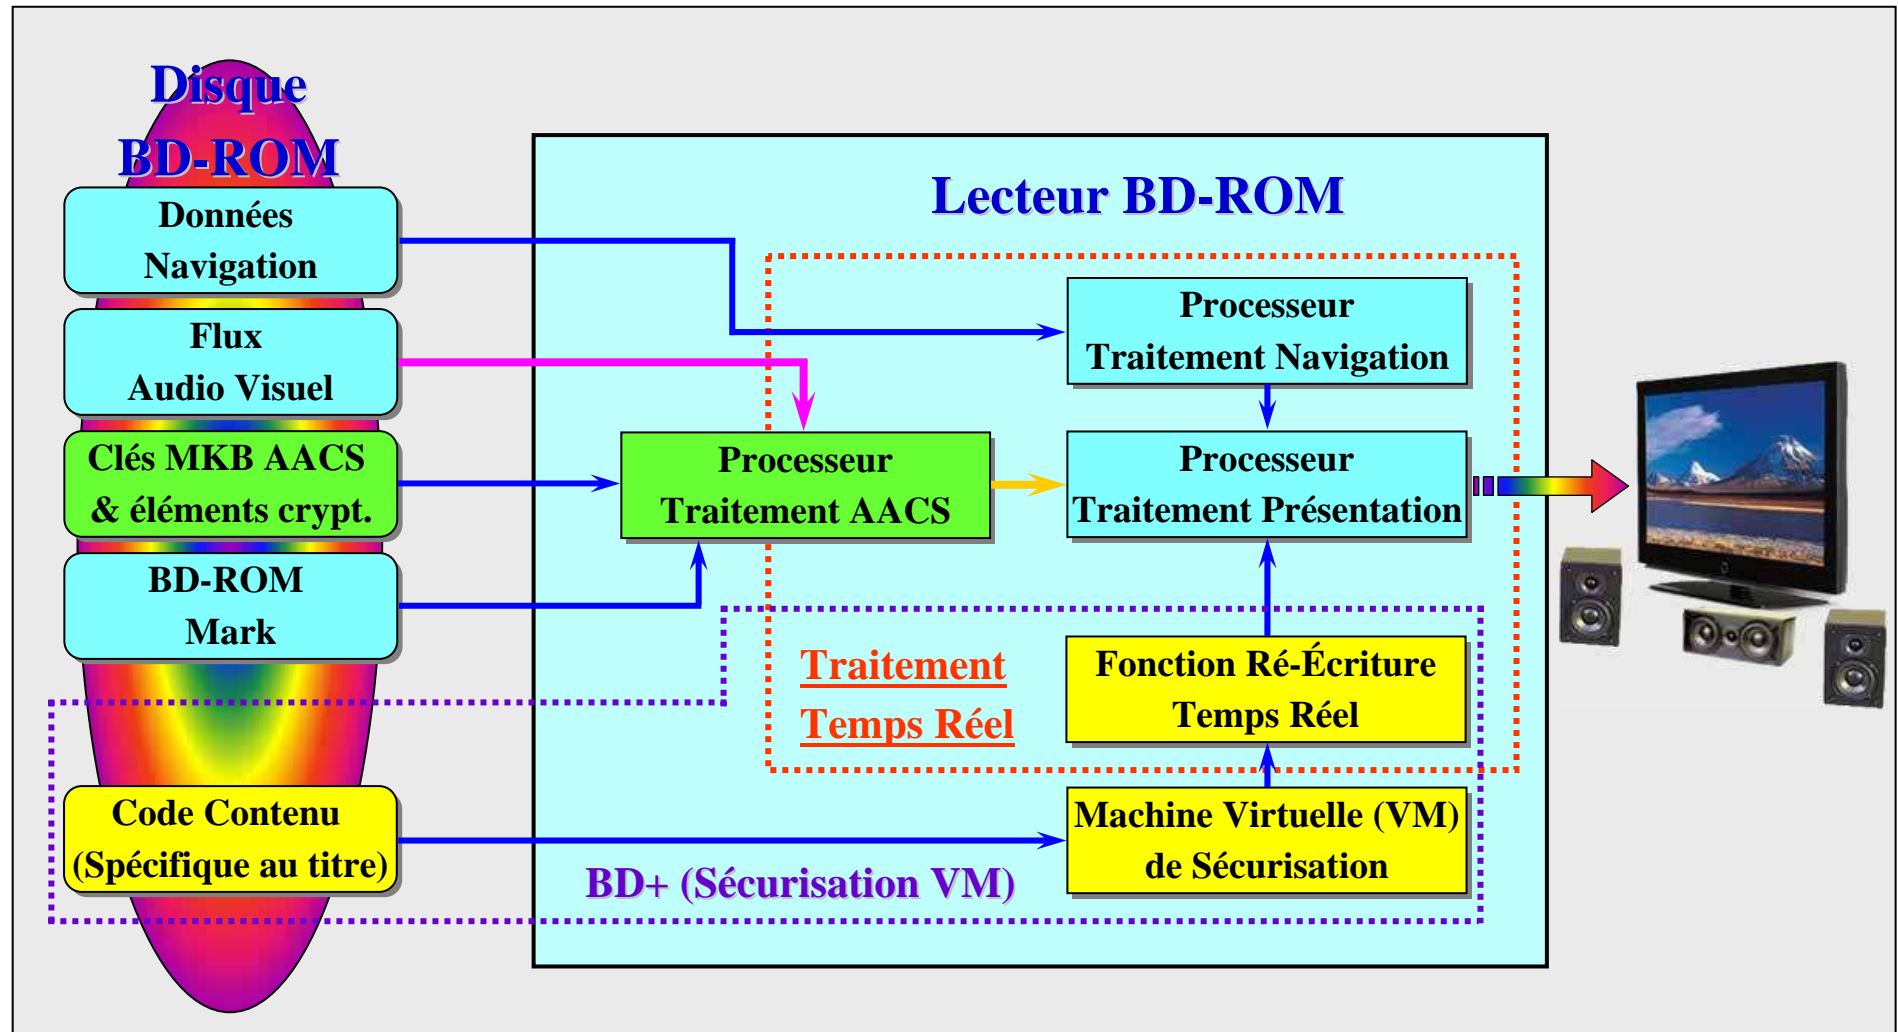 Disque
BD-ROM
Données
Navigation
Flux
Audio Visuel
Clés MKB AACS
& éléments crypt.
BD-ROM
Mark
Code Contenu
(Spécifique au titre)
Lecteur BD-ROM
Processeur
Traitement Navigation
Processeur
Traitement AACS
Processeur
Traitement Présentation
Traitement
Temps Réel
Fonction Ré-Écriture
Temps Réel
Machine Virtuelle (VM)
de Sécurisation
BD+ (Sécurisation VM)